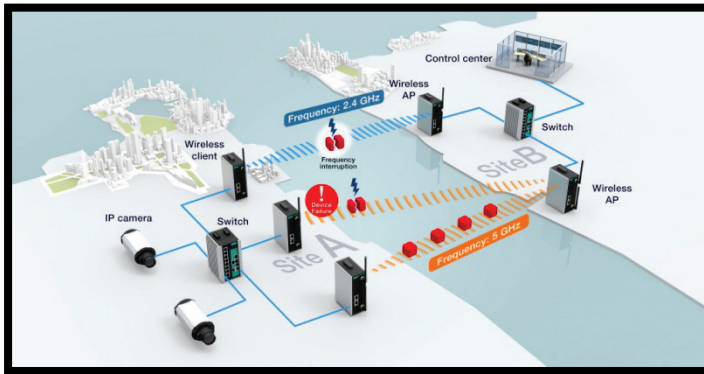 Control center
Wireless
AP
Frequency: 2.4 GHz
Switch
Wireless
client
Frequency
interruption
Site B
Wireless
AP
!
Device
Failure
IP camera
Switch
Site A
Frequency: 5 GHz